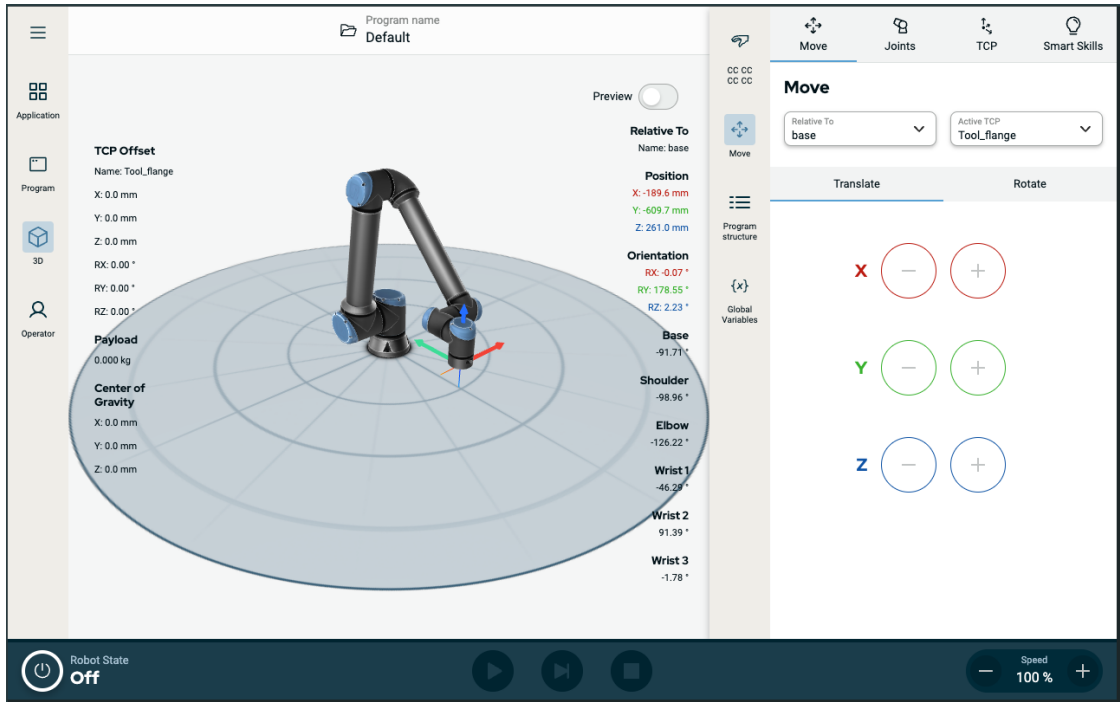 Program name
Default
Application
Program
3D
Operator
Preview
TCP Offset
Name: Tool_flange
X: 0.0 mm
Y: 0.0 mm
Z: 0.0 mm
RX: 0.00 °
RY: 0.00 °
RZ: 0.00 °
Payload
0.000 kg
Center of
Gravity
X: 0.0 mm
Y: 0.0 mm
Z: 0.0 mm
Relative To
Name: base
Position
X: -189.6 mm
Y: -609.7 mm
Z: 261.0 mm
Orientation
RX: -0.07 °
RY: 178.55 °
RZ: 2.23 °
Base
-91.71 °
Shoulder
-98.96 °
Elbow
-126.22 °
Wrist 1
-46.29 °
Wrist 2
91.39 °
Wrist 3
-1.78 °
CC CC
CC CC
Move
Program
structure
{x}
Global
Variables
Move
Joints
TCP
Smart Skills
Move
Relative To
base
Active TCP
Tool_flange
Translate
Rotate
X
Y
Z
Robot State
Off
Speed
100 %